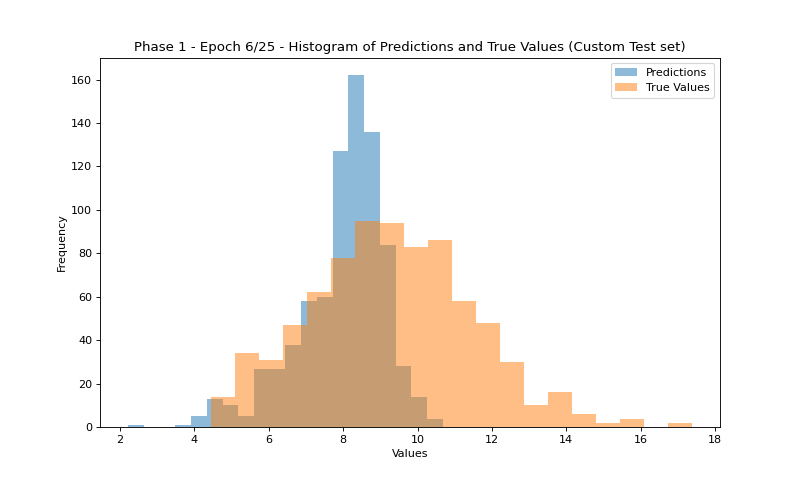 Phase 1 - Epoch 6/25 - Histogram of Predictions and True Values (Custom Test set)
Predictions
True Values
160
140
120
100
80
60
40
20
0
Frequency
2 4 6 8 10 12 14 16 18
Values